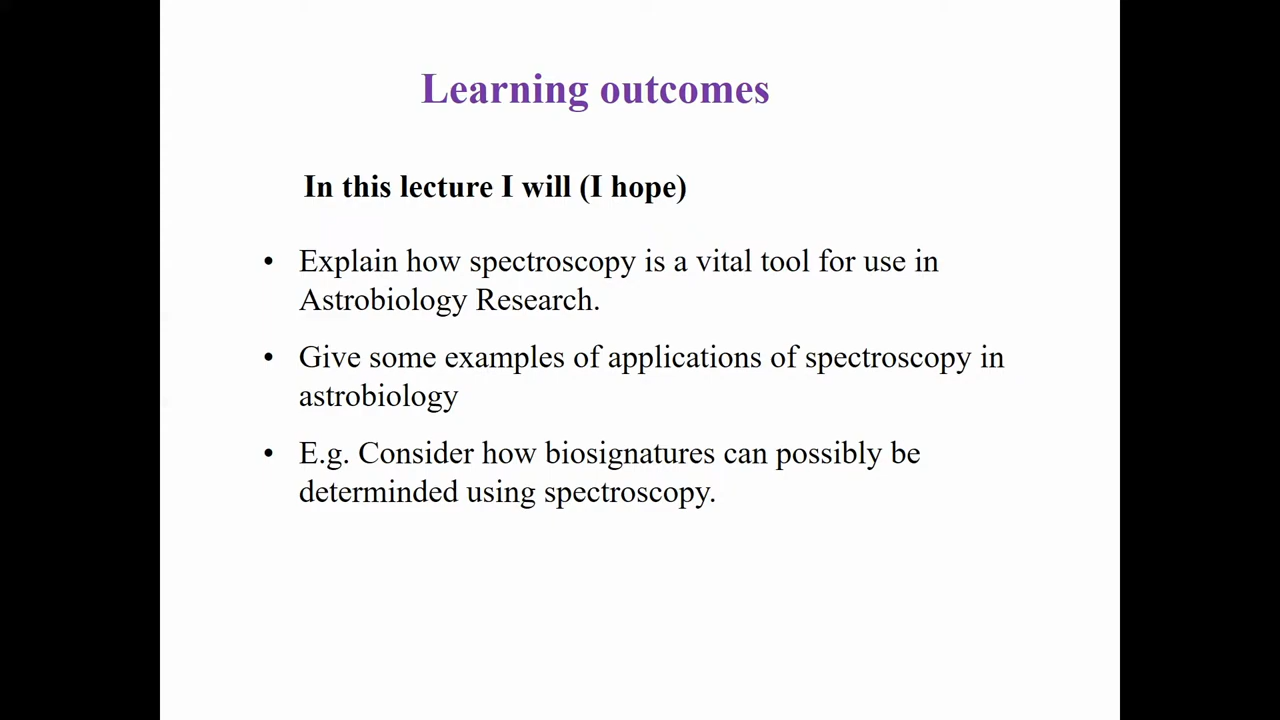 Learning outcomes
In this lecture I will (I hope)
• Explain how spectroscopy is a vital tool for use in
Astrobiology Research.
• Give some examples of applications of spectroscopy in
astrobiology
• E.g. Consider how biosignatures can possibly be
determinded using spectroscopy.